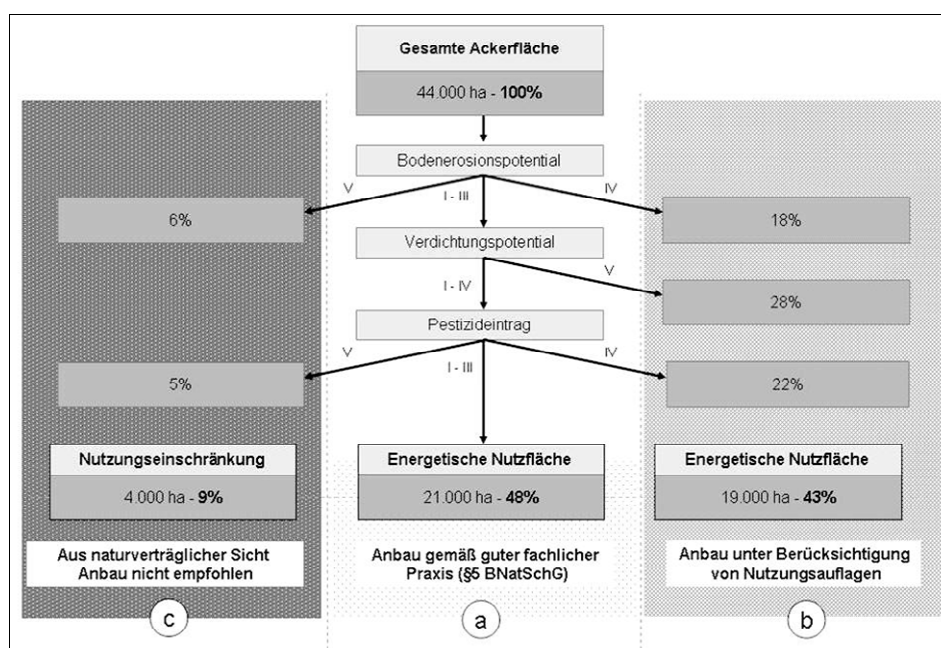 Gesamte Ackerfläche
44.000 ha - 100%
Bodenerosionspotential
V
I - III
IV
6%
18%
Verdichtungspotential
I - IV
V
28%
Pestizideintrag
V
I - III
IV
5%
22%
Nutzungseinschränkung
4.000 ha - 9%
Energetische Nutzfläche
21.000 ha - 48%
Energetische Nutzfläche
19.000 ha - 43%
Aus naturverträglicher Sicht
Anbau nicht empfohlen
Anbau gemäß guter fachlicher
Praxis (§5 BNatSchG)
Anbau unter Berücksichtigung
von Nutzungsauflagen
c
a
b